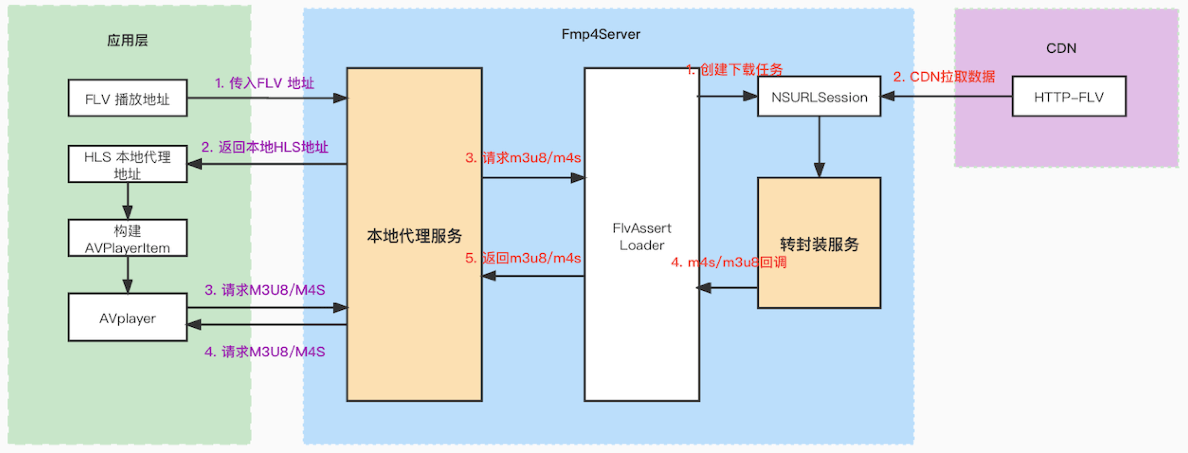 应用层
FLV 播放地址
1. 传入FLV 地址
2. 返回本地HLS地址
HLS 本地代理
地址
构建
AVPlayerItem
AVplayer
3. 请求M3U8/M4S
4. 请求M3U8/M4S
Fmp4Server
本地代理服务
3. 请求m3u8/m4s
5. 返回m3u8/m4s
FlvAssert
Loader
1. 创建下载任务
NSURLSession
转封装服务
4. m4s/m3u8回调
CDN
2. CDN拉取数据
HTTP-FLV